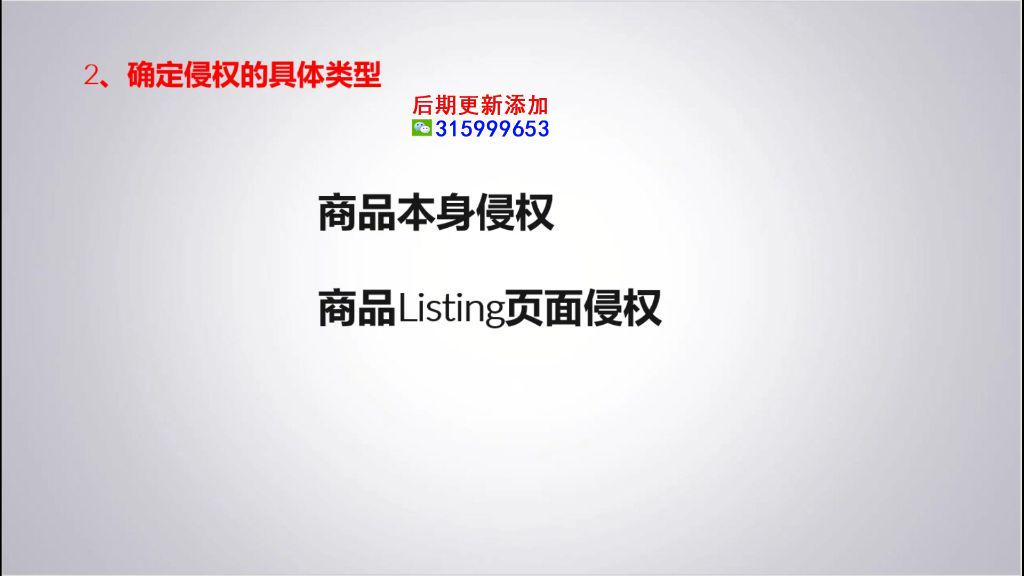 2、确定侵权的具体类型
后期更新添加
315999653
商品本身侵权
商品Listing页面侵权